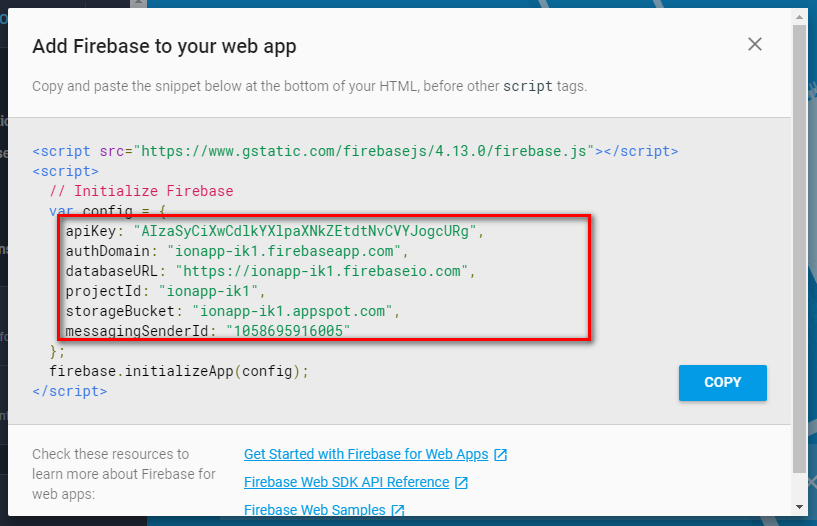 Add Firebase to your web app
Copy and paste the snippet below at the bottom of your HTML, before other script tags.
<script src="https://www.gstatic.com/firebasejs/4.13.0/firebase.js"></script>
<script>
  // Initialize Firebase
  var config = {
    apiKey: "AIzaSyCiXwCdlkYXlpaXNkZEtdtNvCVYJogcURg",
    authDomain: "ionapp-ik1.firebaseapp.com",
    databaseURL: "https://ionapp-ik1.firebaseio.com",
    projectId: "ionapp-ik1",
    storageBucket: "ionapp-ik1.appspot.com",
    messagingSenderId: "1058695916005"
  };
  firebase.initializeApp(config);
</script>
COPY
Check these resources to
learn more about Firebase for
web apps:
Get Started with Firebase for Web Apps
Firebase Web SDK API Reference
Firebase Web Samples